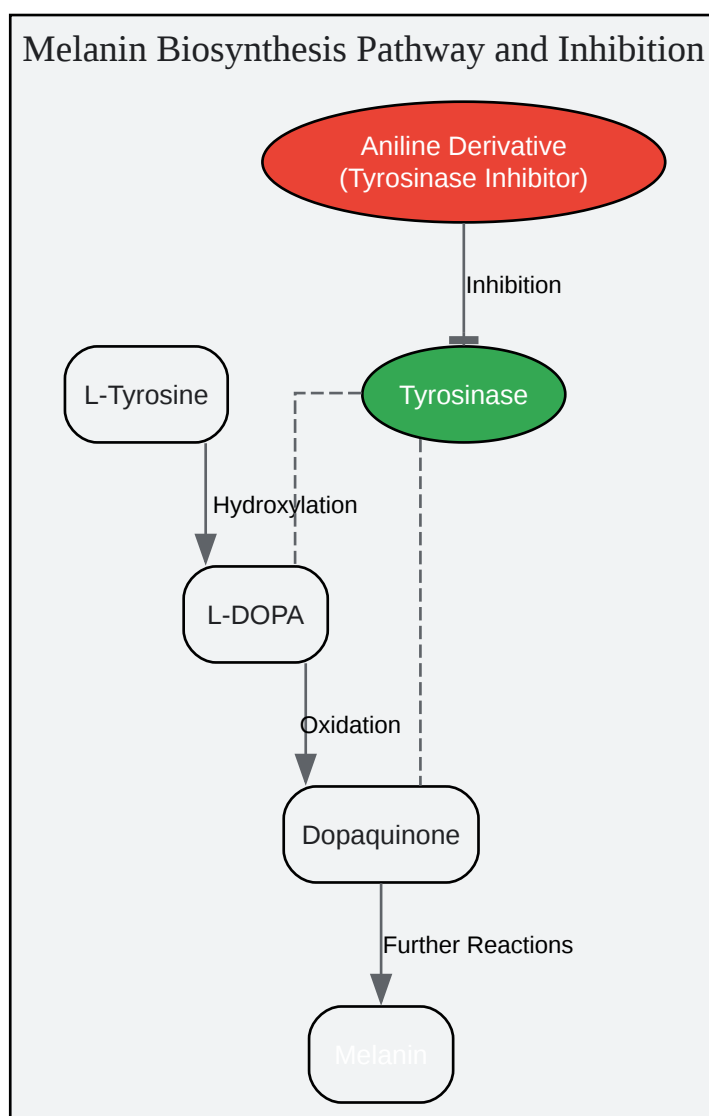 Melanin Biosynthesis Pathway and Inhibition
Aniline Derivative
(Tyrosinase Inhibitor)
Inhibition
L-Tyrosine
Tyrosinase
Hydroxylation
L-DOPA
Oxidation
Dopaquinone
Further Reactions
Melanin